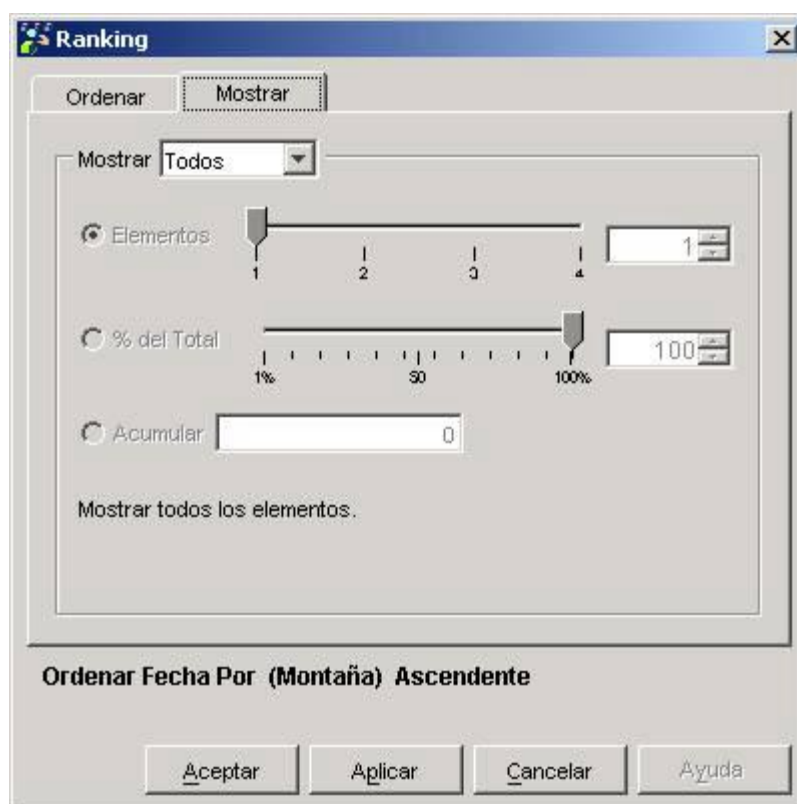 Ranking
Ordenar Mostrar
Mostrar Todos
Elementos 1
1 2 3 4
% del Total 100
1% 50 100%
Acumular 0
Mostrar todos los elementos.
Ordenar Fecha Por (Montaña) Ascendente
Aceptar Aplicar Cancelar Ayuda